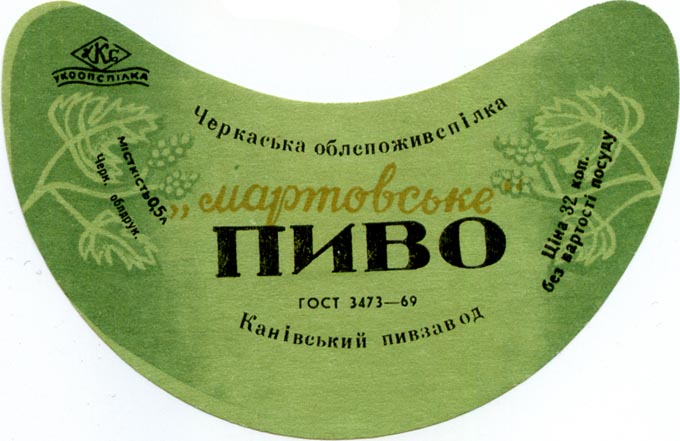 УКС
УКООПСПІЛКА
Черкаська облспоживспілка
місткість 0,5 л
Черк. облдрук.
„мартовське“
ПИВО
Ціна 32 коп.
без вартості посуду
ГОСТ 3473—69
Канівський пивзавод